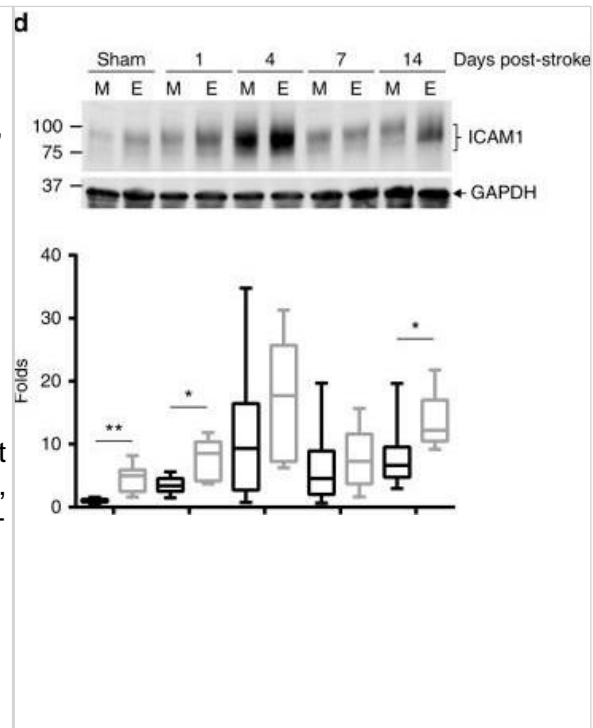 d
Sham 1 4 7 14 Days post-stroke
M E M E M E M E M E
100
75
ICAM1
37
GAPDH
40
30
20
10
0
Folds
**
*
*
,
t
,
-